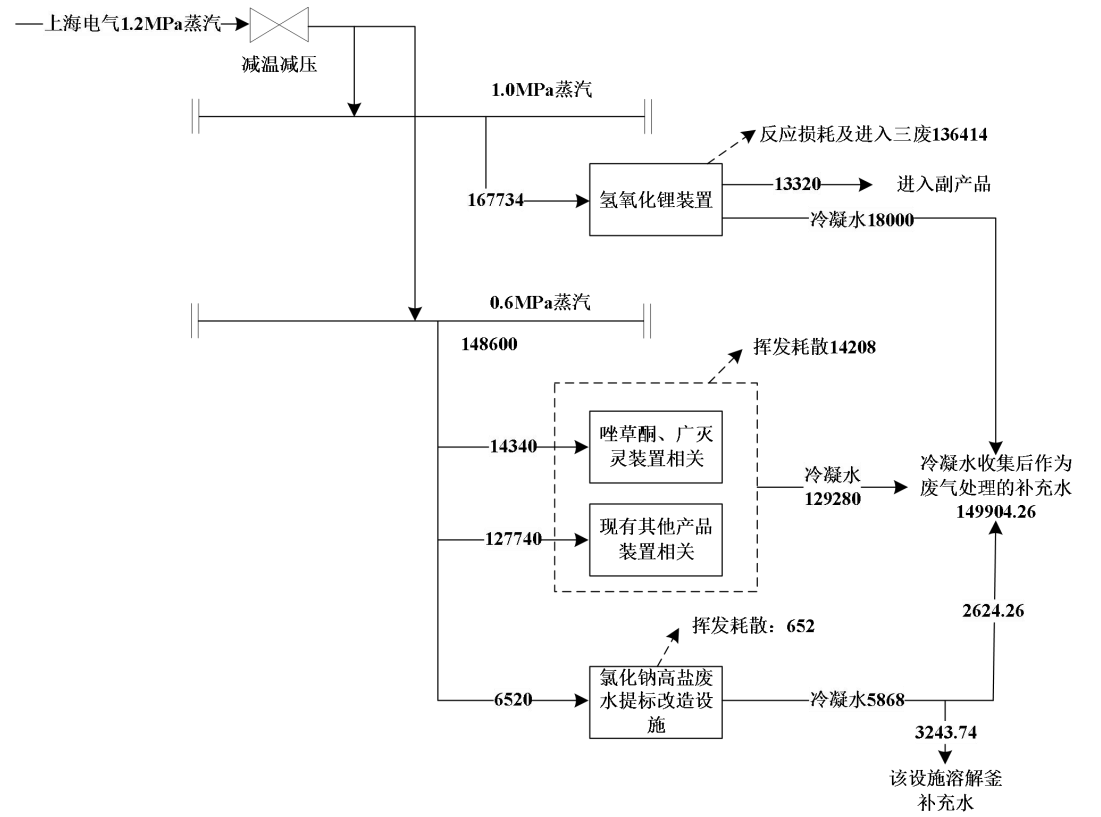 上海电气1.2MPa蒸汽
减温减压
1.0MPa蒸汽
反应损耗及进入三废136414
167734
氢氧化锂装置
13320
进入副产品
冷凝水18000
0.6MPa蒸汽
148600
挥发耗散14208
14340
唑草酮、广灭
灵装置相关
冷凝水
129280
冷凝水收集后作为
废气处理的补充水
149904.26
127740
现有其他产品
装置相关
2624.26
挥发耗散：652
6520
氯化钠高盐废
水提标改造设
施
冷凝水5868
3243.74
该设施溶解釜
补充水